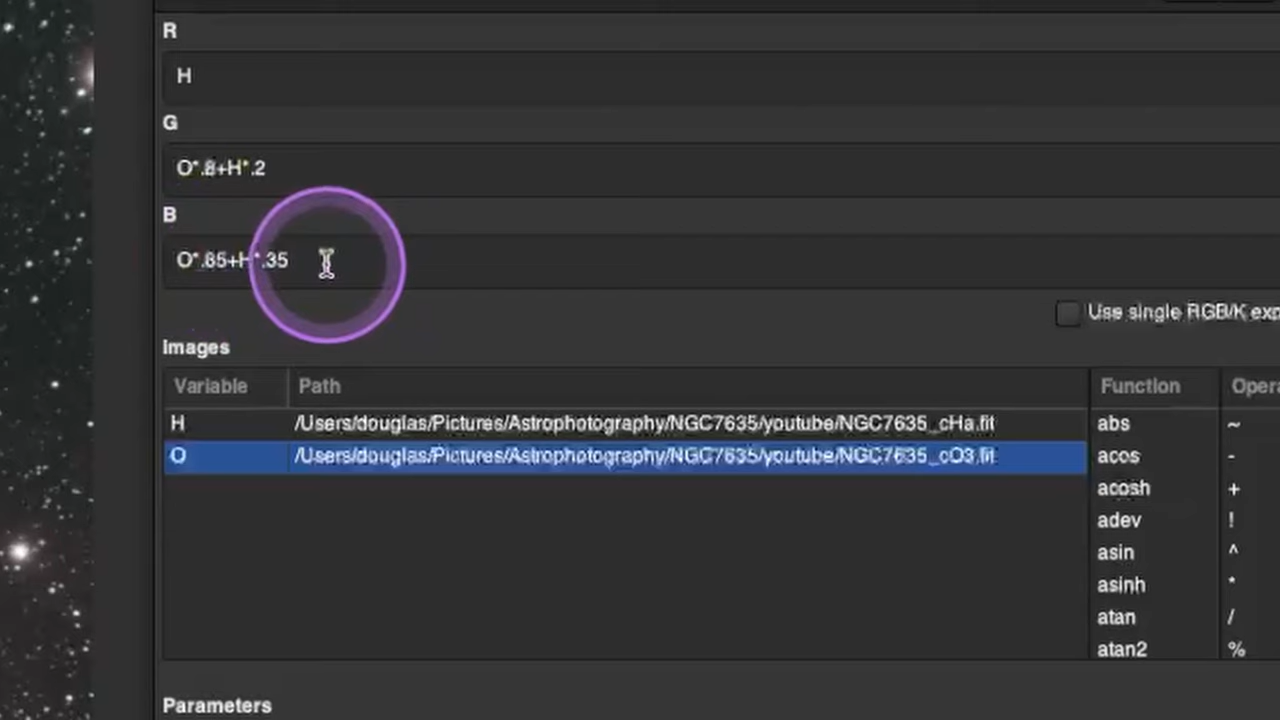 R
H
G
O*.8+H*.2
B
O*.85+H*.35
Use single RGB/K exp
Images
Variable Path Function Opera
H /Users/douglas/Pictures/Astrophotography/NGC7635/youtube/NGC7635_cHa.fit abs ~
O /Users/douglas/Pictures/Astrophotography/NGC7635/youtube/NGC7635_cO3.fit acos -
acosh +
adev !
asin ^
asinh *
atan /
atan2 %
Parameters